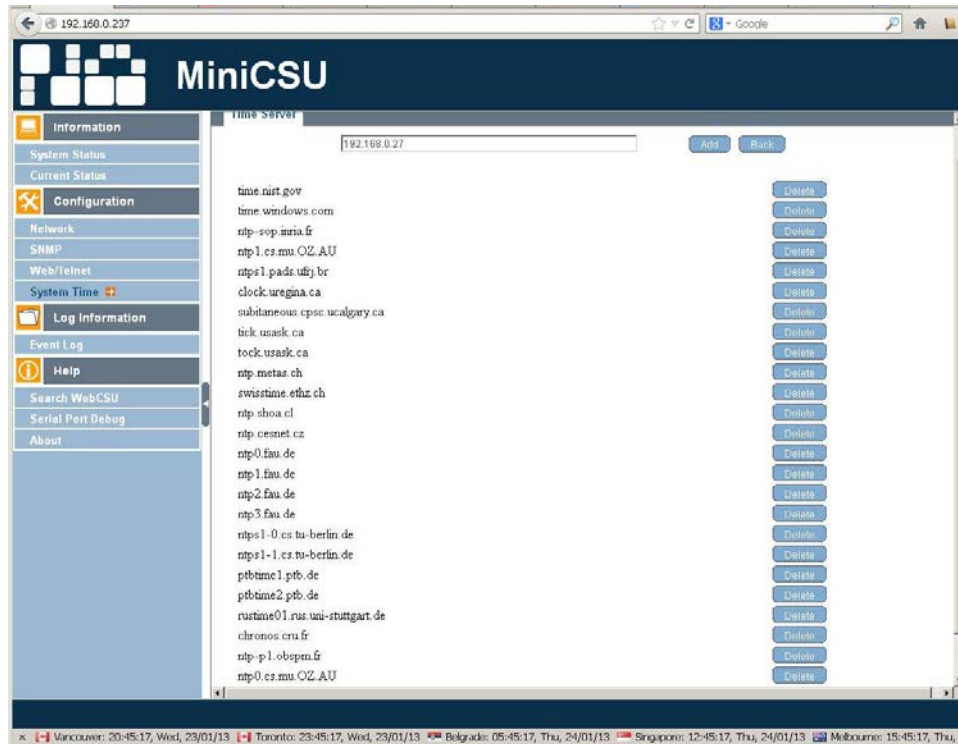 192.168.0.237
Google
MiniCSU
Information
System Status
Current Status
Configuration
Network
SNMP
Web/Telnet
System Time
Log Information
Event Log
Help
Search WebCSU
Serial Port Debug
About
Time Server
192.168.0.27 Add Back
time.nist.gov Delete
time.windows.com Delete
ntp-sop.inria.fr Delete
ntp1.cs.mu.OZ.AU Delete
ntps1.pads.ufrj.br Delete
clock.uregina.ca Delete
subitaneous.cpsc.ucalgary.ca Delete
tick.usask.ca Delete
tock.usask.ca Delete
ntp.metas.ch Delete
swisstime.ethz.ch Delete
ntp.shoa.cl Delete
ntp.cesnet.cz Delete
ntp0.fau.de Delete
ntp1.fau.de Delete
ntp2.fau.de Delete
ntp3.fau.de Delete
ntps1-0.cs.tu-berlin.de Delete
ntps1-1.cs.tu-berlin.de Delete
ptbtime1.ptb.de Delete
ptbtime2.ptb.de Delete
rustime01.rus.uni-stuttgart.de Delete
chronos.cru.fr Delete
ntp-p1.obspm.fr Delete
ntp0.cs.mu.OZ.AU Delete
× Vancouver: 20:45:17, Wed, 23/01/13 Toronto: 23:45:17, Wed, 23/01/13 Belgrade: 05:45:17, Thu, 24/01/13 Singapore: 12:45:17, Thu, 24/01/13 Melbourne: 15:45:17, Thu,